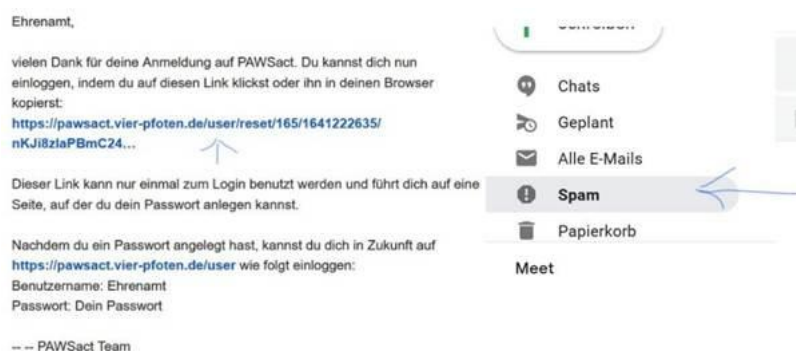 Ehrenamt,
vielen Dank für deine Anmeldung auf PAWSact. Du kannst dich nun
einloggen, indem du auf diesen Link klickst oder ihn in deinen Browser
kopierst:
https://pawsact.vier-pfoten.de/user/reset/165/1641222635/
nKJi8zlaPBmC24...
Dieser Link kann nur einmal zum Login benutzt werden und führt dich auf eine
Seite, auf der du dein Passwort anlegen kannst.
Nachdem du ein Passwort angelegt hast, kannst du dich in Zukunft auf
https://pawsact.vier-pfoten.de/user wie folgt einloggen:
Benutzername: Ehrenamt
Passwort: Dein Passwort
-- -- PAWSact Team
Chats
Geplant
Alle E-Mails
Spam
Papierkorb
Meet